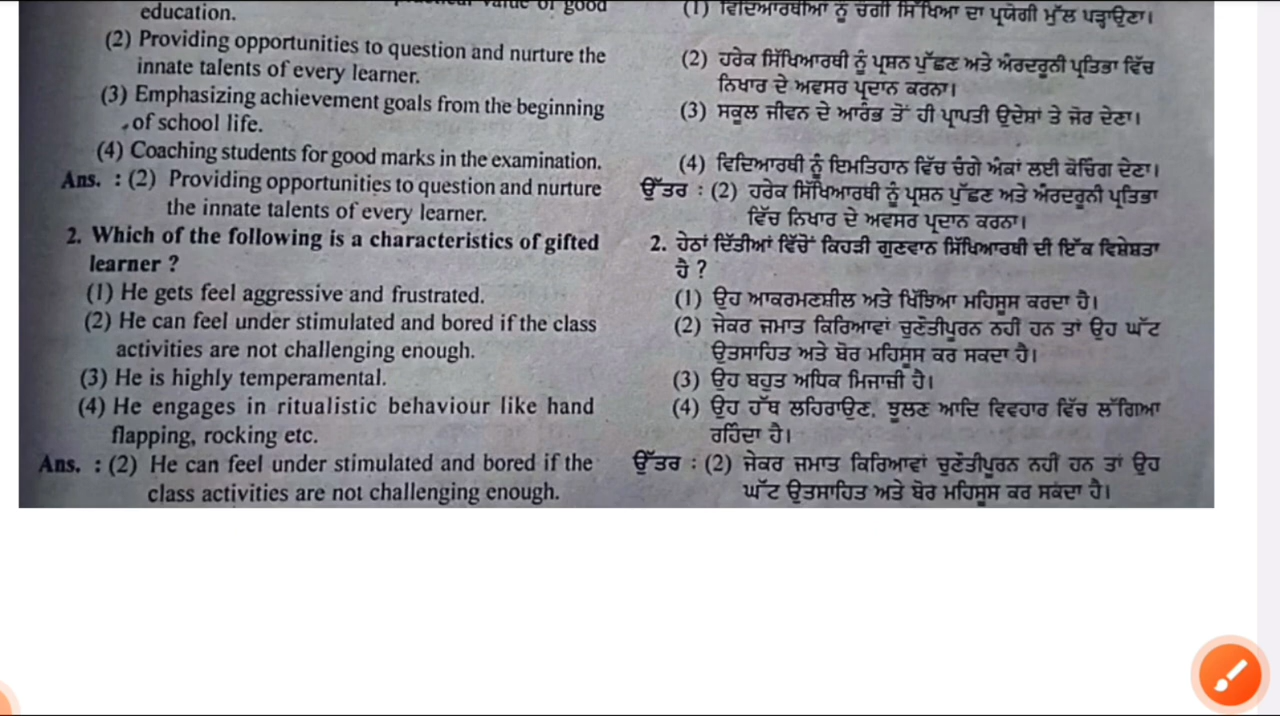 education.
(2) Providing opportunities to question and nurture the
innate talents of every learner.
(3) Emphasizing achievement goals from the beginning
of school life.
(4) Coaching students for good marks in the examination.
Ans. : (2) Providing opportunities to question and nurture
the innate talents of every learner.
2. Which of the following is a characteristics of gifted
learner ?
(1) He gets feel aggressive and frustrated.
(2) He can feel under stimulated and bored if the class
activities are not challenging enough.
(3) He is highly temperamental.
(4) He engages in ritualistic behaviour like hand
flapping, rocking etc.
Ans. : (2) He can feel under stimulated and bored if the
class activities are not challenging enough.
(1) ਵਿਦਿਆਰਥੀਆਂ ਨੂੰ ਚੰਗੀ ਸਿੱਖਿਆ ਦਾ ਪ੍ਰਯੋਗੀ ਮੁੱਲ ਪੜ੍ਹਾਉਣਾ।
(2) ਹਰੇਕ ਸਿੱਖਿਆਰਥੀ ਨੂੰ ਪ੍ਰਸ਼ਨ ਪੁੱਛਣ ਅਤੇ ਅੰਰਦਰੂਨੀ ਪ੍ਰਤਿਭਾ ਵਿੱਚ
ਨਿਖਾਰ ਦੇ ਅਵਸਰ ਪ੍ਰਦਾਨ ਕਰਨਾ।
(3) ਸਕੂਲ ਜੀਵਨ ਦੇ ਆਰੰਭ ਤੋਂ ਹੀ ਪ੍ਰਾਪਤੀ ਉਦੇਸ਼ਾਂ ਤੇ ਜੋਰ ਦੇਣਾ।
(4) ਵਿਦਿਆਰਥੀ ਨੂੰ ਇਮਤਿਹਾਨ ਵਿੱਚ ਚੰਗੇ ਅੰਕਾਂ ਲਈ ਕੋਚਿੰਗ ਦੇਣਾ।
ਉੱਤਰ : (2) ਹਰੇਕ ਸਿੱਖਿਆਰਥੀ ਨੂੰ ਪ੍ਰਸ਼ਨ ਪੁੱਛਣ ਅਤੇ ਅੰਰਦਰੂਨੀ ਪ੍ਰਤਿਭਾ
ਵਿੱਚ ਨਿਖਾਰ ਦੇ ਅਵਸਰ ਪ੍ਰਦਾਨ ਕਰਨਾ।
2. ਹੇਠਾਂ ਦਿੱਤੀਆਂ ਵਿੱਚੋਂ ਕਿਹੜੀ ਗੁਣਵਾਨ ਸਿੱਖਿਆਰਥੀ ਦੀ ਇੱਕ ਵਿਸ਼ੇਸ਼ਤਾ
ਹੈ ?
(1) ਉਹ ਆਕਰਮਣਸ਼ੀਲ ਅਤੇ ਖਿੱਝਿਆ ਮਹਿਸੂਸ ਕਰਦਾ ਹੈ।
(2) ਜੇਕਰ ਜਮਾਤ ਕਿਰਿਆਵਾਂ ਚੁਣੌਤੀਪੂਰਨ ਨਹੀਂ ਹਨ ਤਾਂ ਉਹ ਘੱਟ
ਉਤਸਾਹਿਤ ਅਤੇ ਬੋਰ ਮਹਿਸੂਸ ਕਰ ਸਕਦਾ ਹੈ।
(3) ਉਹ ਬਹੁਤ ਅਧਿਕ ਮਿਜਾਜ਼ੀ ਹੈ।
(4) ਉਹ ਹੱਥ ਲਹਿਰਾਉਣ, ਝੂਲਣ ਆਦਿ ਵਿਵਹਾਰ ਵਿੱਚ ਲੱਗਿਆ
ਰਹਿੰਦਾ ਹੈ।
ਉੱਤਰ : (2) ਜੇਕਰ ਜਮਾਤ ਕਿਰਿਆਵਾਂ ਚੁਣੌਤੀਪੂਰਨ ਨਹੀਂ ਹਨ ਤਾਂ ਉਹ
ਘੱਟ ਉਤਸਾਹਿਤ ਅਤੇ ਬੋਰ ਮਹਿਸੂਸ ਕਰ ਸਕਦਾ ਹੈ।